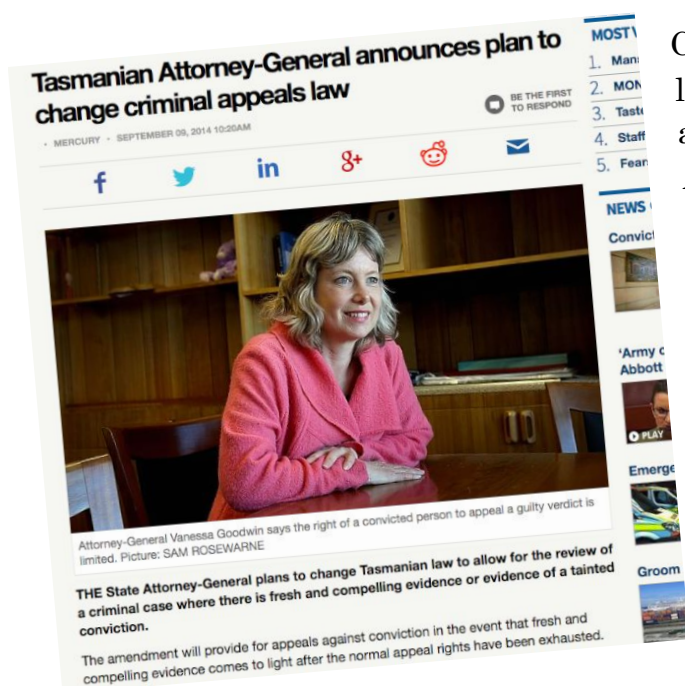 Tasmanian Attorney-General announces plan to
change criminal appeals law
MERCURY • SEPTEMBER 09, 2014 10:20AM
BE THE FIRST
TO RESPOND
f
in
g+
Attorney-General Vanessa Goodwin says the right of a convicted person to appeal a guilty verdict is
limited. Picture: SAM ROSEWARNE
THE State Attorney-General plans to change Tasmanian law to allow for the review of
a criminal case where there is fresh and compelling evidence or evidence of a tainted
conviction.
The amendment will provide for appeals against conviction in the event that fresh and
compelling evidence comes to light after the normal appeal rights have been exhausted.
MOST
1.
2. MON
3.
4. Staff
5.
NEWS
'Army
Abbott
PLAY
Groom